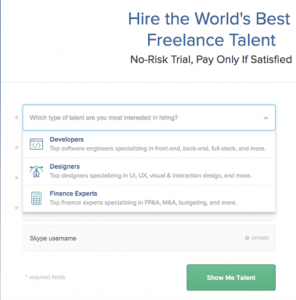 Hire the World's Best
Freelance Talent
No-Risk Trial, Pay Only If Satisfied
Which type of talent are you most interested in hiring?
Developers
Top software engineers specializing in front-end, back-end, full-stack, and more.
Designers
Top designers specializing in UI, UX, visual & interaction design, and more.
Finance Experts
Top finance experts specializing in FP&A, M&A, budgeting, and more.
Skype username
private
* required fields
Show Me Talent